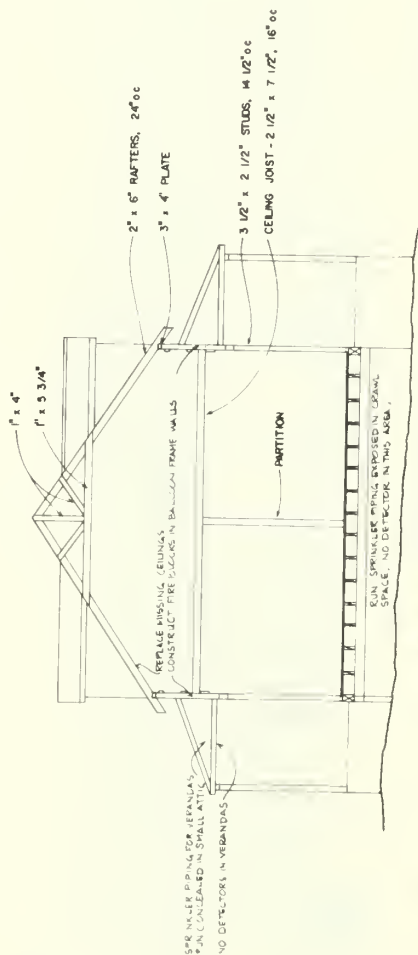 1" x 4"
1" x 5 3/4"
2" x 6" RAFTERS, 24" oc
3" x 4" PLATE
REPLACE MISSING CEILINGS
CONSTRUCT FIRE BLOCKS IN BALLOON FRAME WALLS
SPRINKLER PIPING FOR VERANDAS
RUN CONCEALED IN SMALL ATTIC
NO DETECTORS IN VERANDAS
3 1/2" x 2 1/2" STUDS, 14 1/2" oc
CEILING JOIST - 2 1/2" x 7 1/2", 16" oc
PARTITION
RUN SPRINKLER PIPING EXPOSED IN CRAWL
SPACE. NO DETECTOR IN THIS AREA.